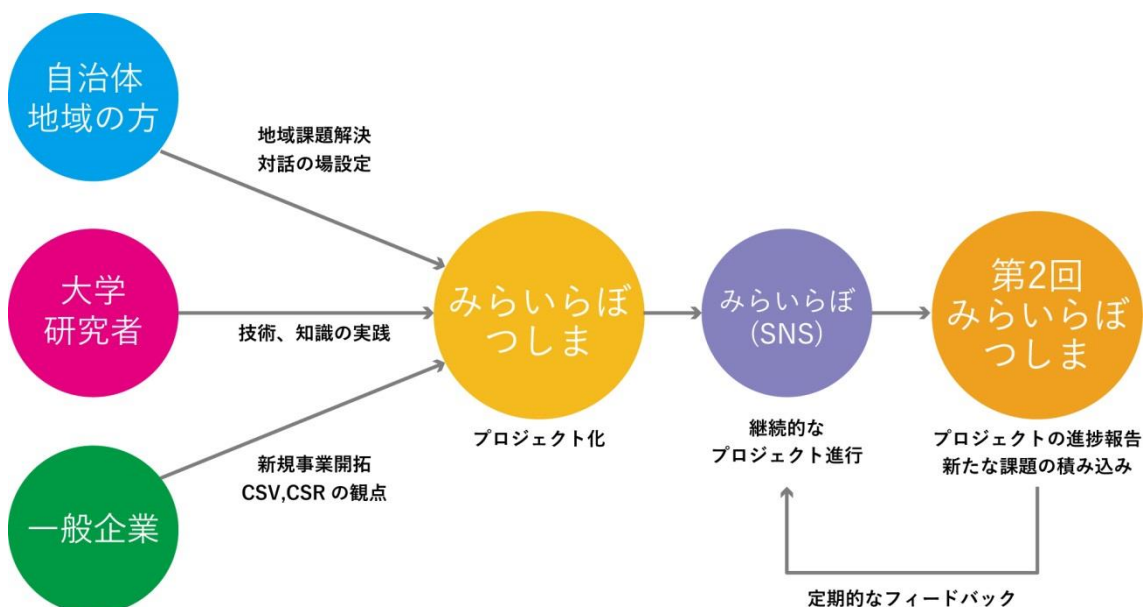 自治体
地域の方
地域課題解決
対話の場設定
大学
研究者
技術、知識の実践
一般企業
新規事業開拓
CSV,CSR の観点
みらいらぼ
つしま
プロジェクト化
みらいらぼ
(SNS)
継続的な
プロジェクト進行
第2回
みらいらぼ
つしま
プロジェクトの進捗報告
新たな課題の積み込み
定期的なフィードバック